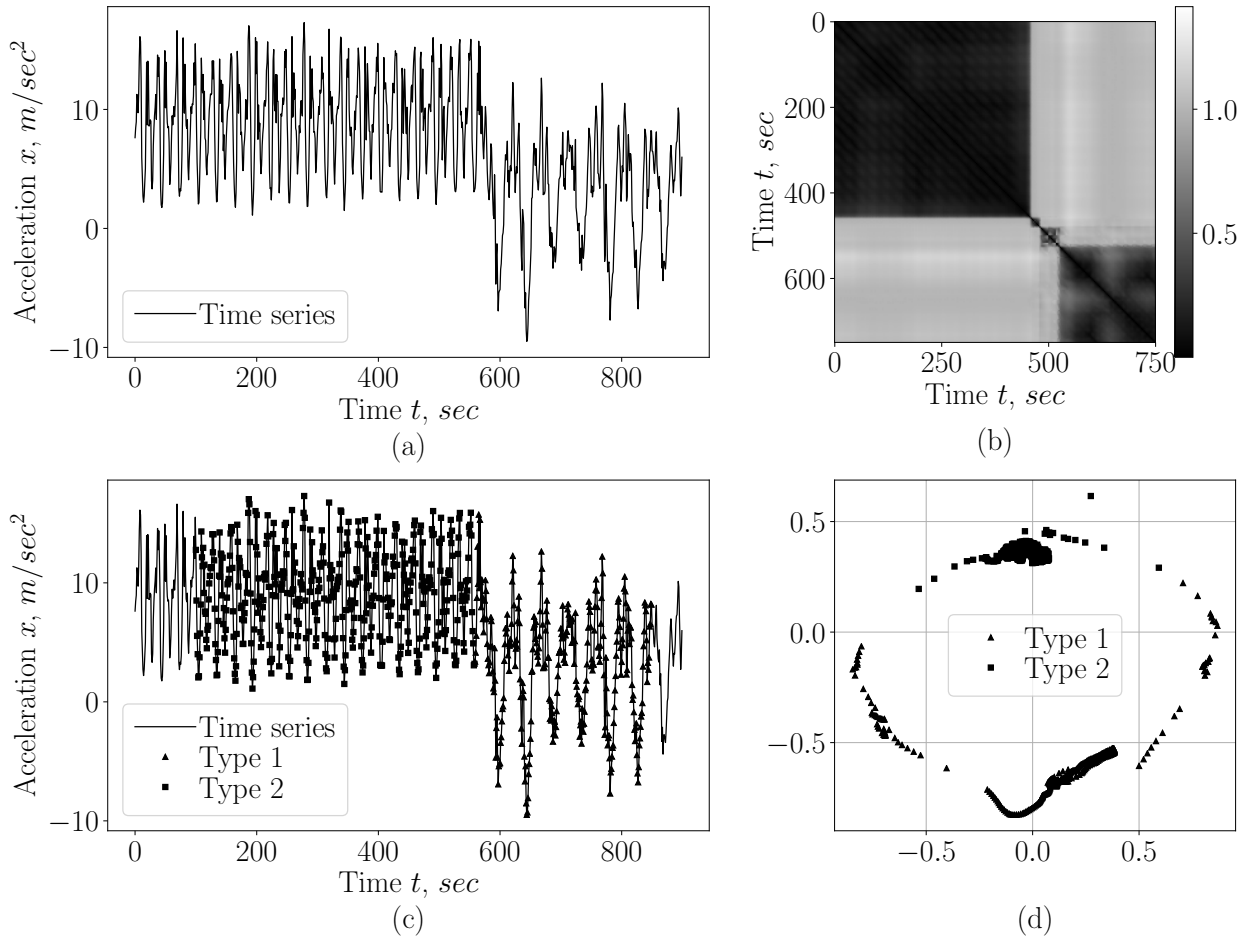 Acceleration x, m/sec²
10
0
−10
Time series
0 200 400 600 800
Time t, sec
(a)
Time t, sec
0
200
400
600
0 250 500 750
Time t, sec
1.0
0.5
(b)
Acceleration x, m/sec²
10
0
−10
Time series
Type 1
Type 2
0 200 400 600 800
Time t, sec
(c)
0.5
0.0
−0.5
Type 1
Type 2
−0.5 0.0 0.5
(d)